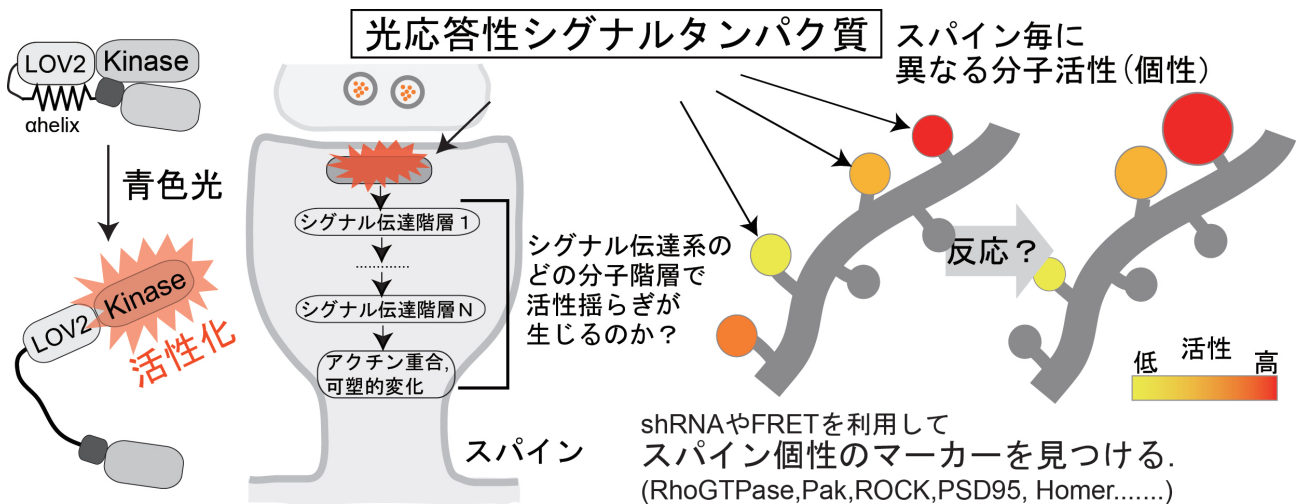 光応答性シグナルタンパク質
LOV2
Kinase
αhelix
青色光
LOV2
Kinase
活性化
シグナル伝達階層 1
シグナル伝達階層 N
アクチン重合,
可塑的変化
スパイン
シグナル伝達系の
どの分子階層で
活性揺らぎが
生じるのか？
スパイン毎に
異なる分子活性(個性)
反応？
活性
低
高
shRNAやFRETを利用して
スパイン個性のマーカーを見つける.
(RhoGTPase,Pak,ROCK,PSD95, Homer.......)